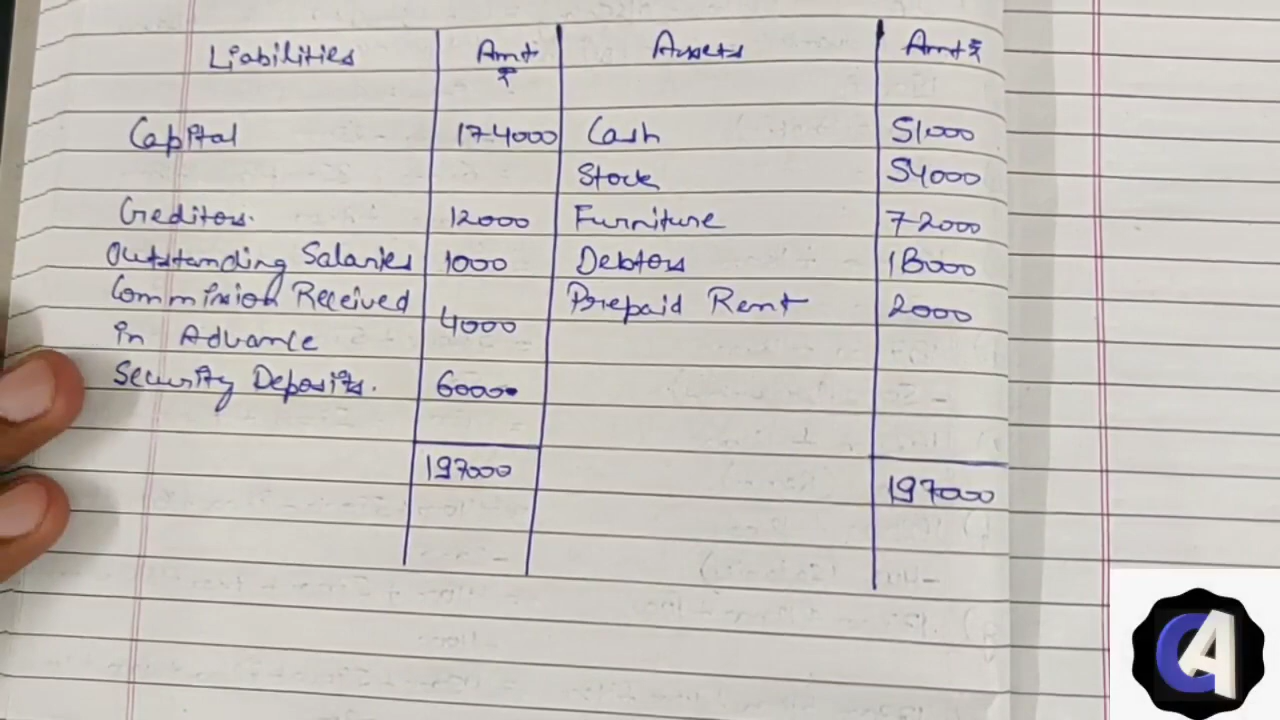 Liabilities Amt ₹ Assets Amt ₹
Capital 174000 Cash 51000
Stock 54000
Creditors. 12000 Furniture 72000
Outstanding Salaries 1000 Debtors 18000
Commission Received 4000 Prepaid Rent 2000
in Advance
Security Deposits. 6000
197000 197000
CA